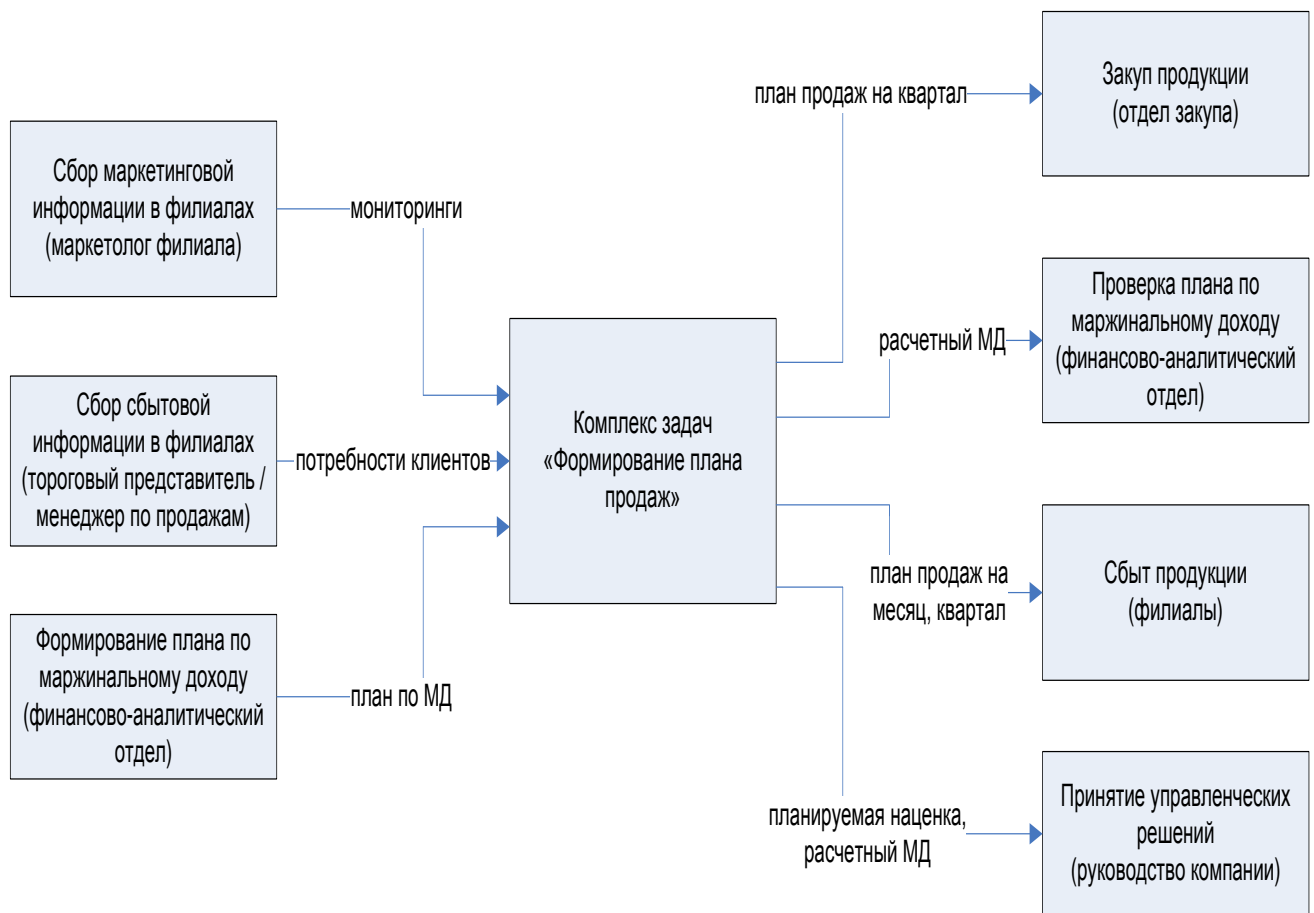 Сбор маркетинговой
информации в филиалах
(маркетолог филиала)
мониторинги
Сбор сбытовой
информации в филиалах
(тороговый представитель /
менеджер по продажам)
потребности клиентов
Формирование плана по
маржинальному доходу
(финансово-аналитический
отдел)
план по МД
Комплекс задач
«Формирование плана
продаж»
план продаж на квартал
Закуп продукции
(отдел закупа)
расчетный МД
Проверка плана по
маржинальному доходу
(финансово-аналитический
отдел)
план продаж на
месяц, квартал
Сбыт продукции
(филиалы)
планируемая наценка,
расчетный МД
Принятие управленческих
решений
(руководство компании)